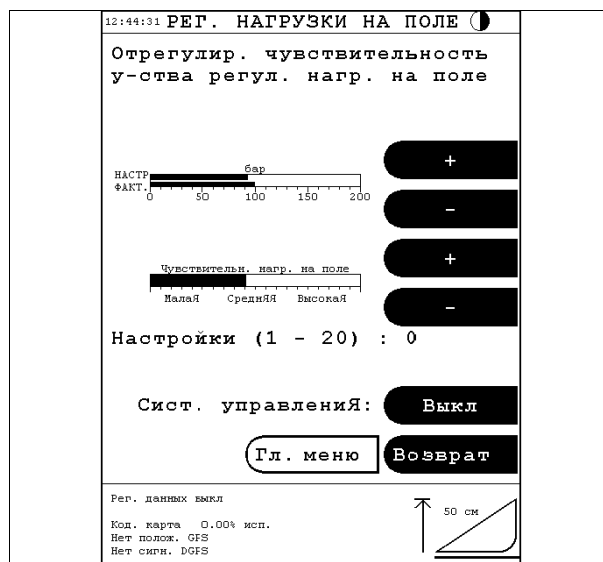 12:44:31 РЕГ. НАГРУЗКИ НА ПОЛЕ
Отрегулир. чувствительность
у-ства регул. нагр. на поле
бар
НАСТР
ФАКТ.
0 50 100 150 200
+
-
Чувствительн. нагр. на поле
МалаЯ СреднЯЯ ВысокаЯ
+
-
Настройки (1 - 20) : 0
Сист. управлениЯ: Выкл
Гл. меню Возврат
Рег. данных выкл
Код. карта 0.00% исп.
Нет полож. GPS
Нет сигн. DGPS
50 см